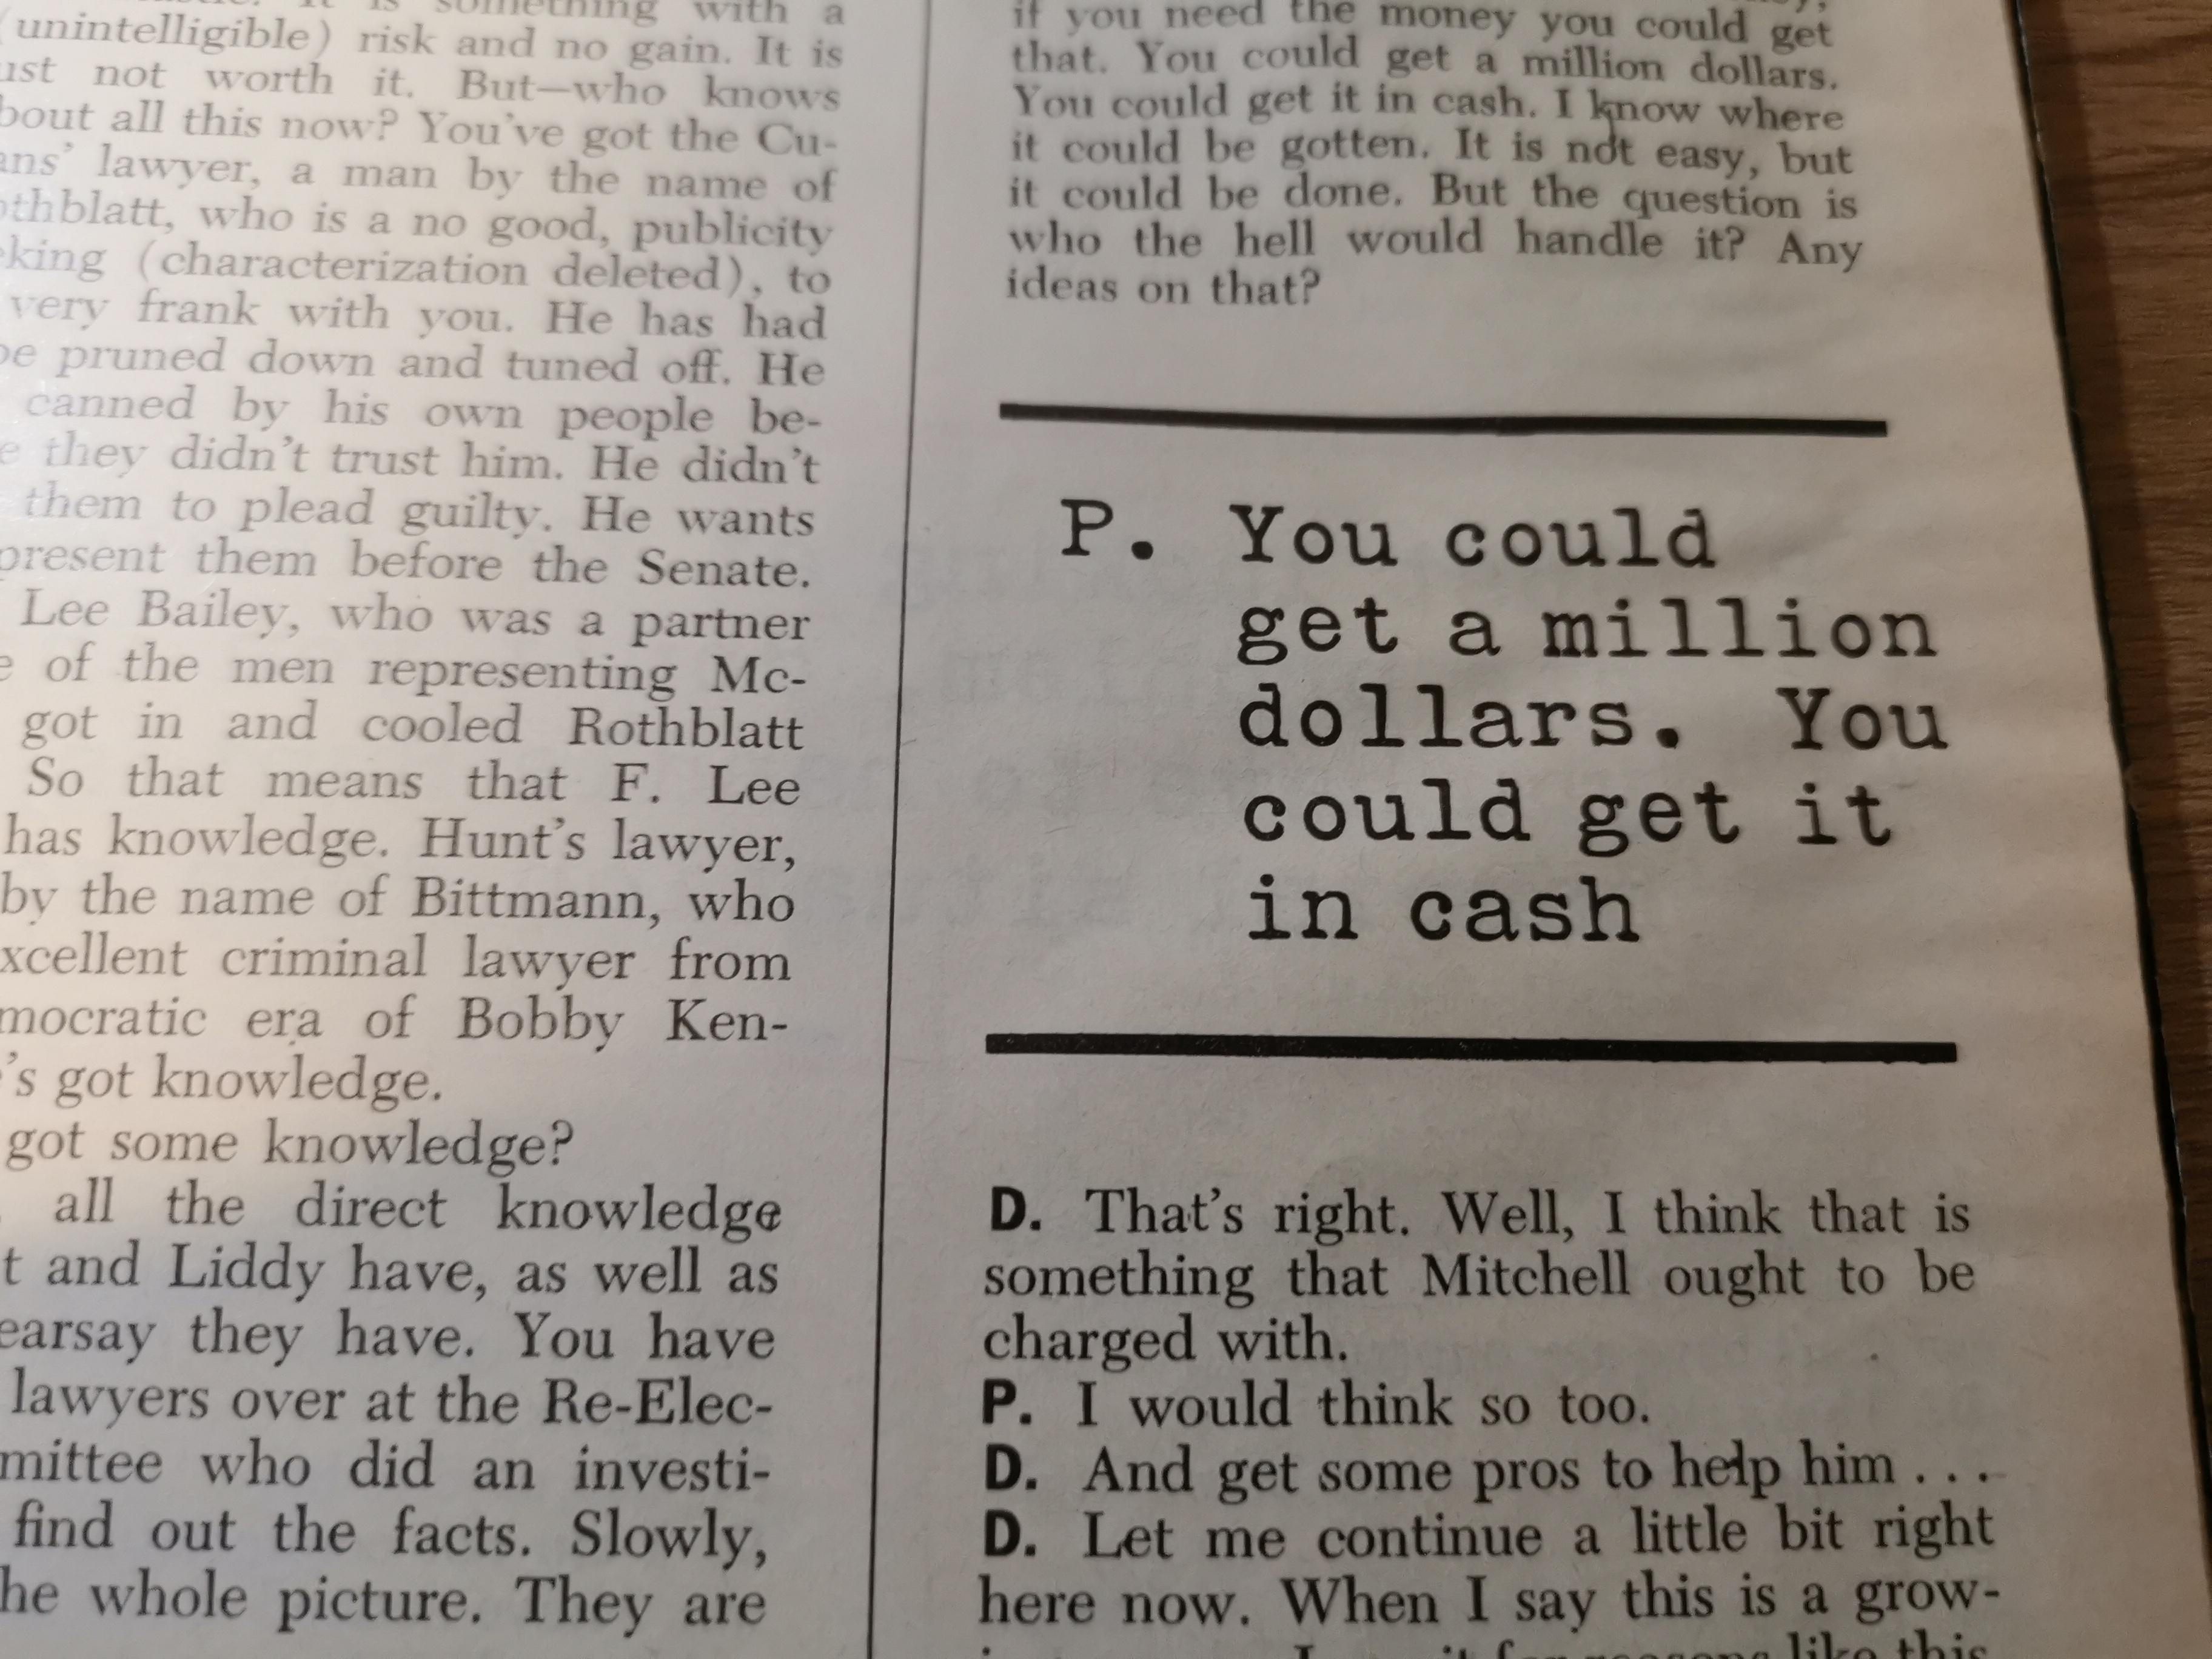 something with a
(unintelligible) risk and no gain. It is
not worth it. But—who knows
all this now? You've got the Cu-
lawyer, a man by the name of
who is a no good, publicity
(characterization deleted), to
very frank with you. He has had
pruned down and tuned off. He
canned by his own people be-
they didn't trust him. He didn't
them to plead guilty. He wants
them before the Senate.
Lee Bailey, who was a partner
of the men representing Mc-
got in and cooled Rothblatt
So that means that F. Lee
has knowledge. Hunt's lawyer,
by the name of Bittmann, who
criminal lawyer from
era of Bobby Ken-
's got knowledge.
got some knowledge?
all the direct knowledge
and Liddy have, as well as
they have. You have
lawyers over at the Re-Elec-
who did an investi-
find out the facts. Slowly,
whole picture. They are
if you need the money you could get
that. You could get a million dollars.
You could get it in cash. I know where
it could be gotten. It is not easy, but
it could be done. But the question is
who the hell would handle it? Any
ideas on that?
P. You could
get a million
dollars. You
could get it
in cash
D. That's right. Well, I think that is
something that Mitchell ought to be
charged with.
P. I would think so too.
D. And get some pros to help him . . .
D. Let me continue a little bit right
here now. When I say this is a grow-
like this